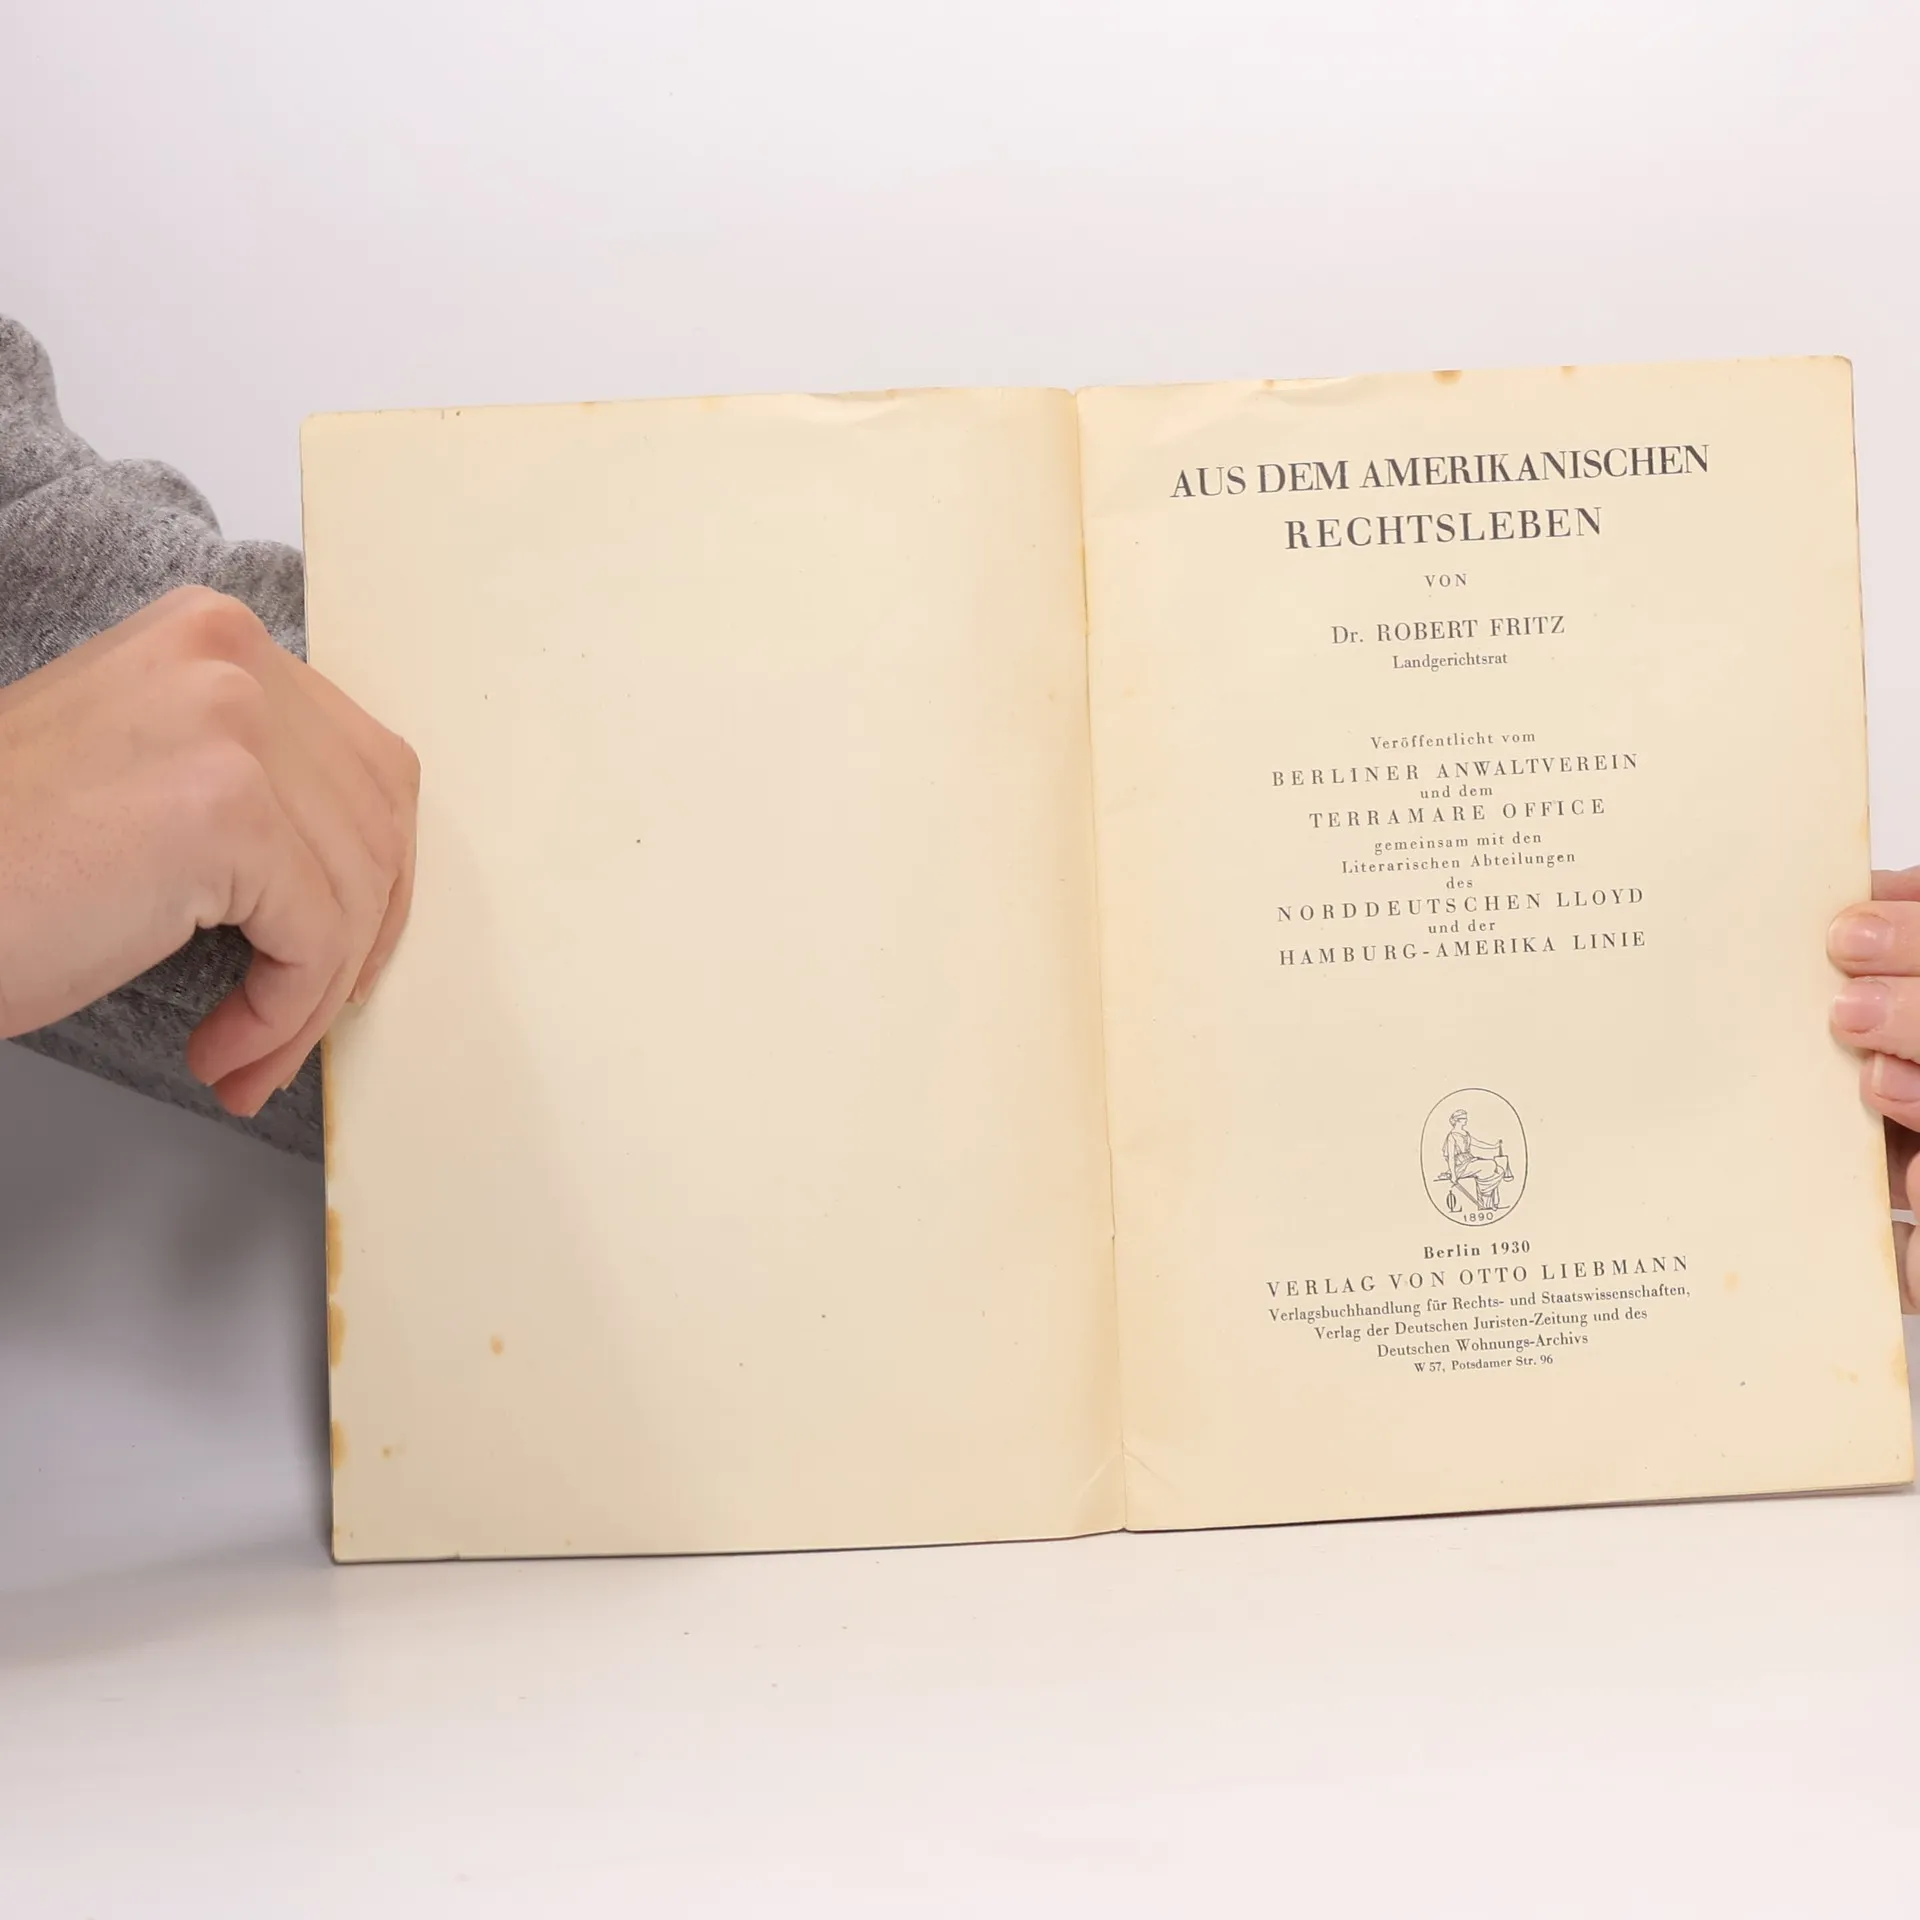 AUS DEM AMERIKANISCHEN
RECHTSLEBEN
VON
Dr. ROBERT FRITZ
Landgerichtsrat
Veröffentlicht vom
BERLINER ANWALTVEREIN
und dem
TERRAMARE OFFICE
gemeinsam mit den
Literarischen Abteilungen
des
NORDDEUTSCHEN LLOYD
und der
HAMBURG-AMERIKA LINIE
OL
1890
Berlin 1930
VERLAG VON OTTO LIEBMANN
Verlagsbuchhandlung für Rechts- und Staatswissenschaften,
Verlag der Deutschen Juristen-Zeitung und des
Deutschen Wohnungs-Archivs
W 57, Potsdamer Str. 96